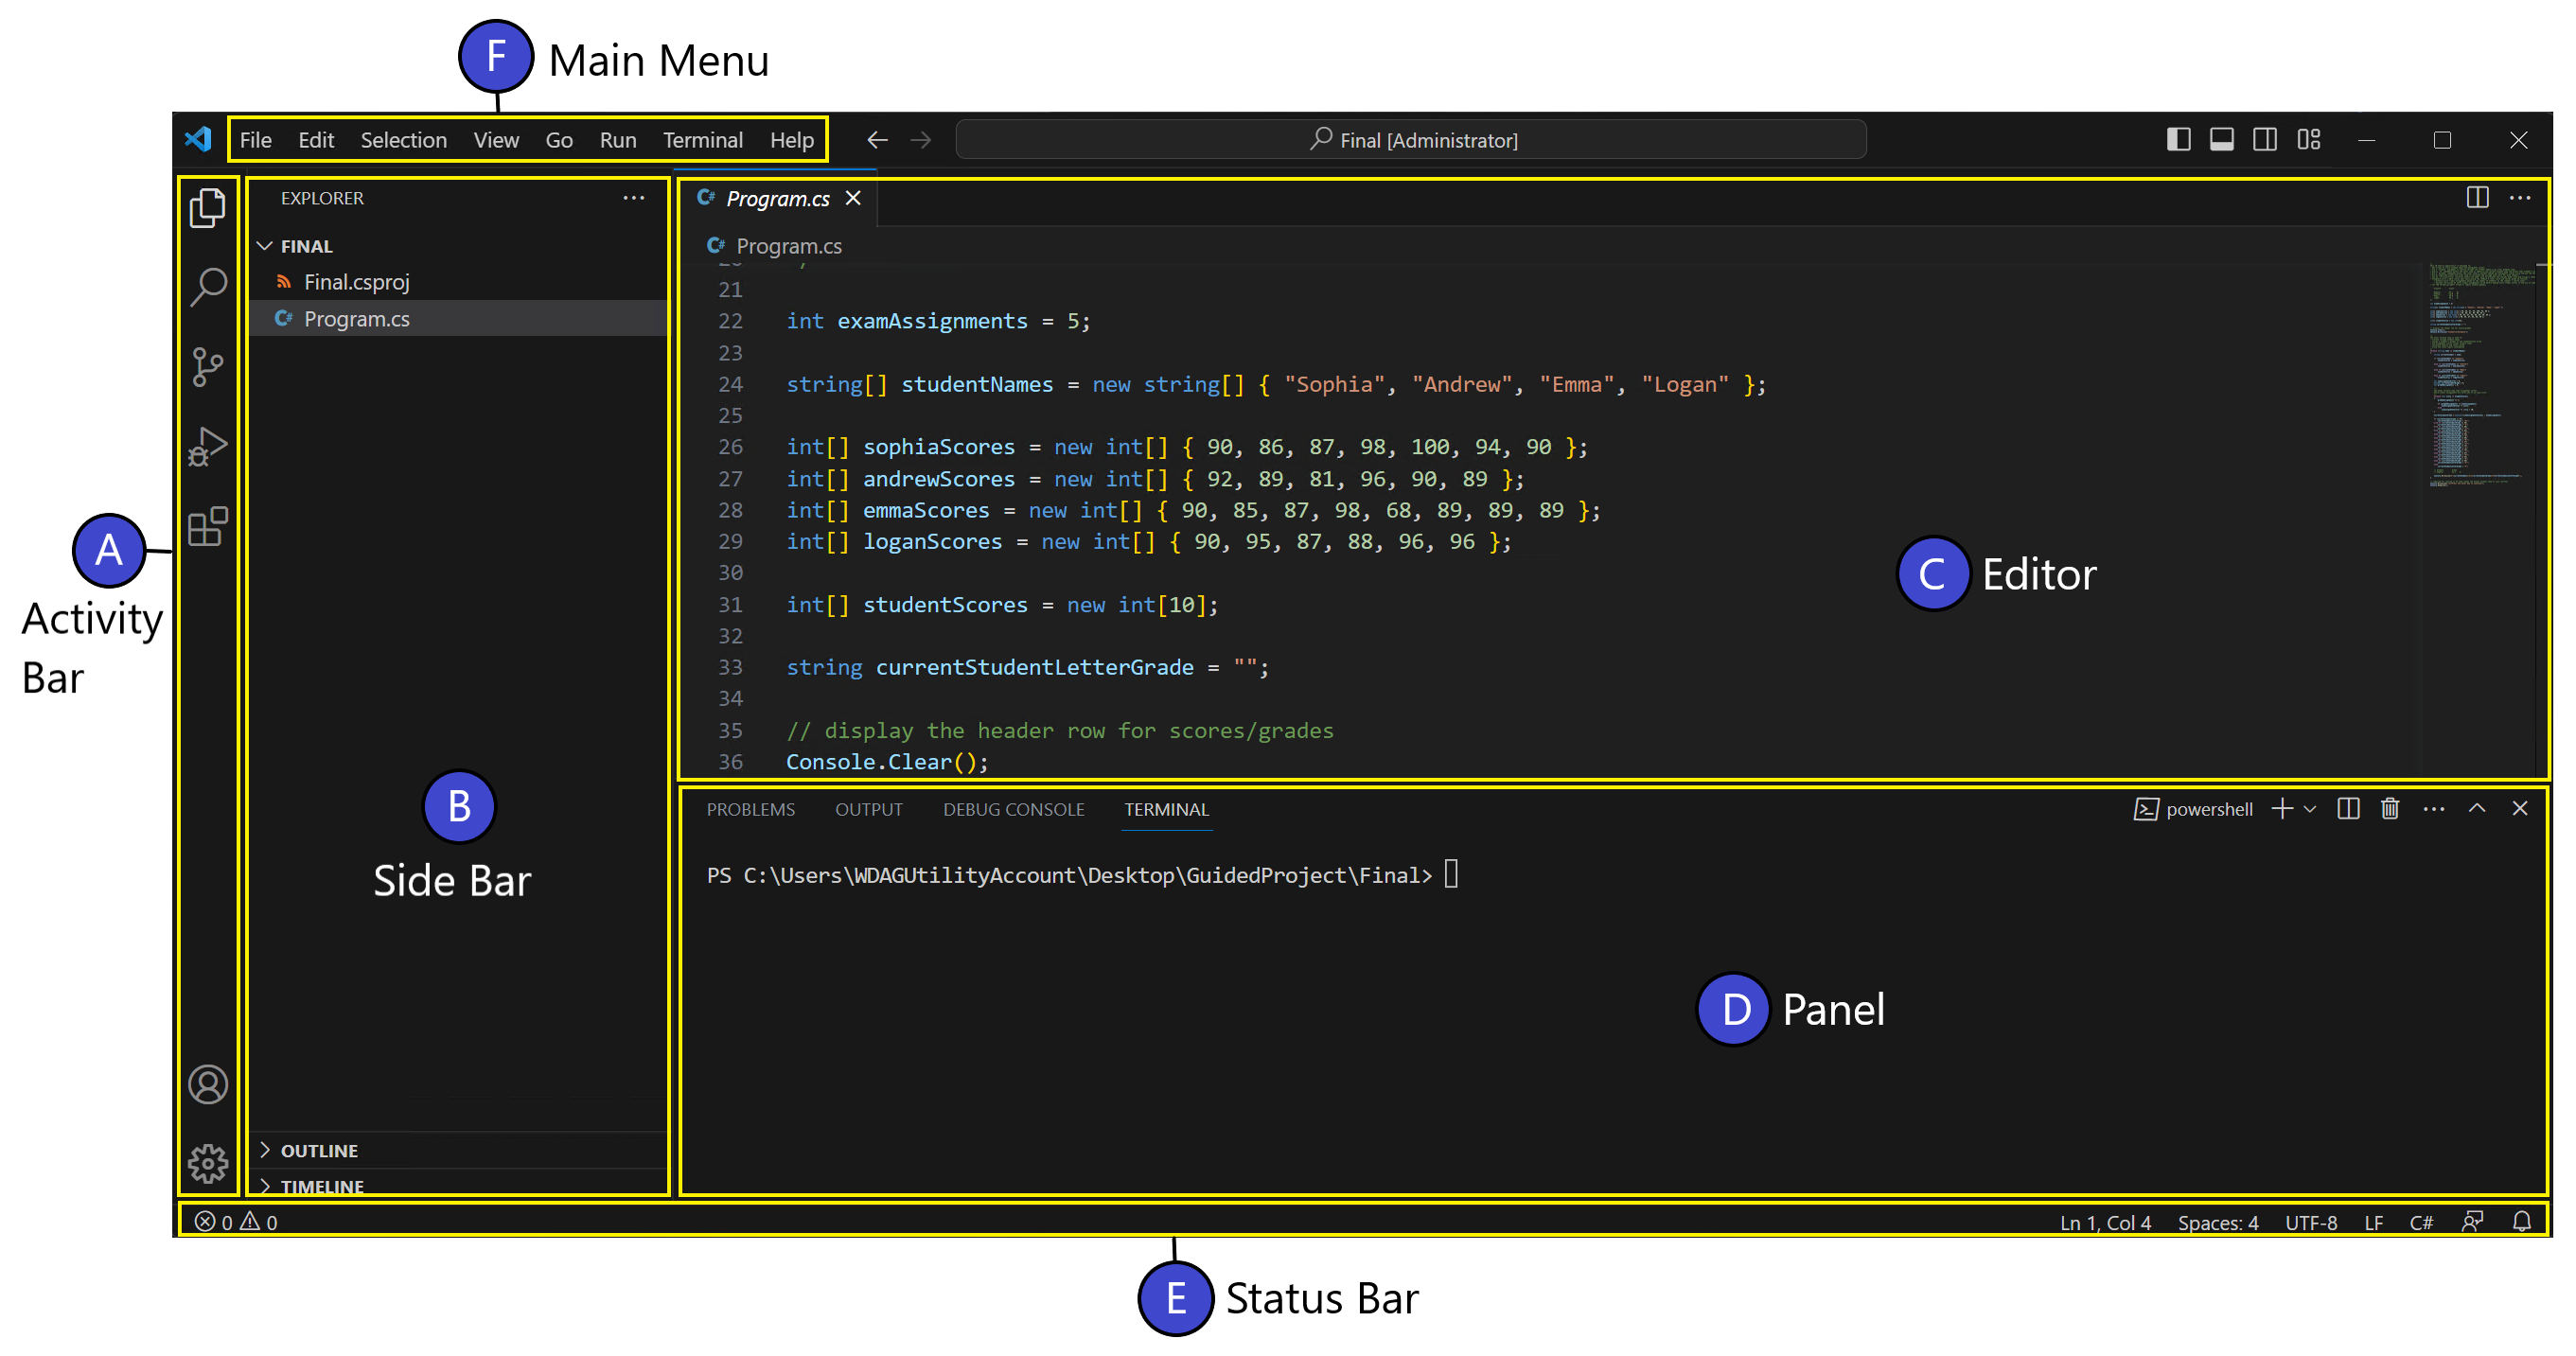 F Main Menu
File Edit Selection View Go Run Terminal Help
Final [Administrator]
EXPLORER
FINAL
Final.csproj
C# Program.cs
C# Program.cs
C# Program.cs
21
22 int examAssignments = 5;
23
24 string[] studentNames = new string[] { "Sophia", "Andrew", "Emma", "Logan" };
25
26 int[] sophiaScores = new int[] { 90, 86, 87, 98, 100, 94, 90 };
27 int[] andrewScores = new int[] { 92, 89, 81, 96, 90, 89 };
28 int[] emmaScores = new int[] { 90, 85, 87, 98, 68, 89, 89, 89 };
29 int[] loganScores = new int[] { 90, 95, 87, 88, 96, 96 };
30
31 int[] studentScores = new int[10];
32
33 string currentStudentLetterGrade = "";
34
35 // display the header row for scores/grades
36 Console.Clear();
A
Activity
Bar
B
Side Bar
C Editor
PROBLEMS OUTPUT DEBUG CONSOLE TERMINAL
powershell
PS C:\Users\WDAGUtilityAccount\Desktop\GuidedProject\Final>
D Panel
OUTLINE
TIMELINE
0 0
Ln 1, Col 4 Spaces: 4 UTF-8 LF C#
E Status Bar